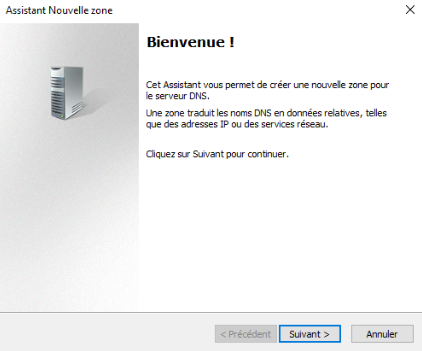 Assistant Nouvelle zone
Bienvenue !
Cet Assistant vous permet de créer une nouvelle zone pour
le serveur DNS.
Une zone traduit les noms DNS en données relatives, telles
que des adresses IP ou des services réseau.
Cliquez sur Suivant pour continuer.
< Précédent Suivant > Annuler